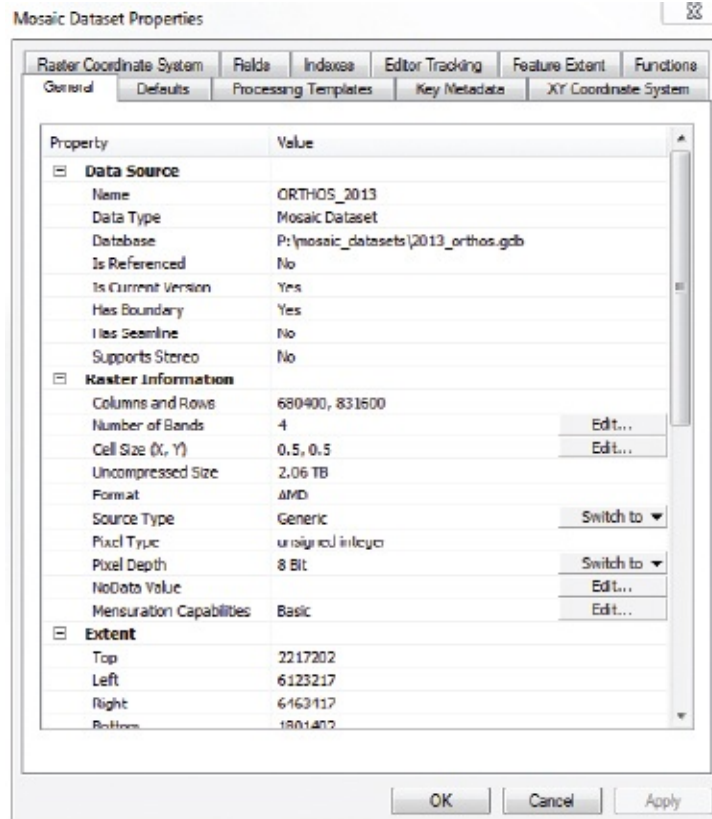 Mosaic Dataset Properties
Raster Coordinate System Fields Indexes Editor Tracking Feature Extent Functions
General Defaults Processing Templates Key Metadata XY Coordinate System
Property Value
Data Source
Name ORTHOS_2013
Data Type Mosaic Dataset
Database P:\mosaic_datasets\2013_orthos.gdb
Is Referenced No
Is Current Version Yes
Has Boundary Yes
Has Seamline No
Supports Stereo No
Raster Information
Columns and Rows 680400, 831600
Number of Bands 4 Edit...
Cell Size (X, Y) 0.5, 0.5 Edit...
Uncompressed Size 2.06 TB
Format AMD
Source Type Generic Switch to
Pixel Type unsigned integer
Pixel Depth 8 Bit Switch to
NoData Value Edit...
Mensuration Capabilities Basic Edit...
Extent
Top 2217202
Left 6123217
Right 6463417
Bottom 1801402
OK Cancel Apply